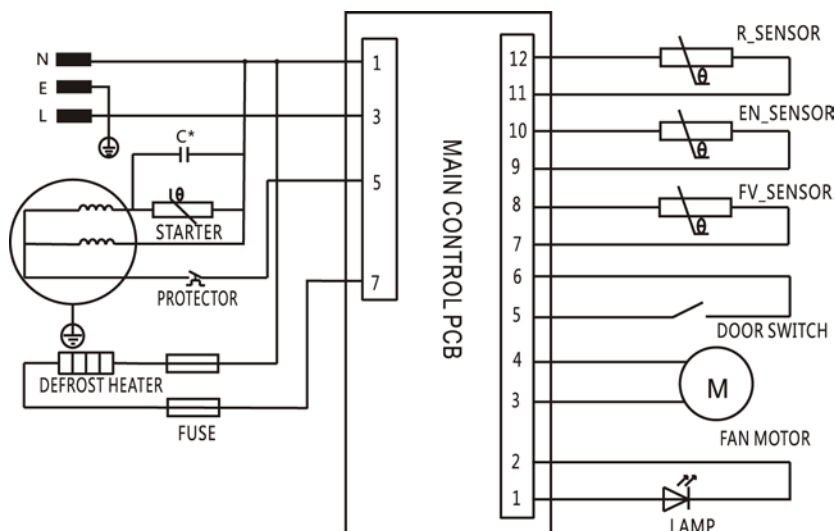 N
E
L
C*
θ
STARTER
PROTECTOR
DEFROST HEATER
FUSE
1
3
5
7
MAIN CONTROL PCB
12
11
10
9
8
7
6
5
4
3
2
1
R_SENSOR
θ
EN_SENSOR
θ
FV_SENSOR
θ
DOOR SWITCH
M
FAN MOTOR
LAMP